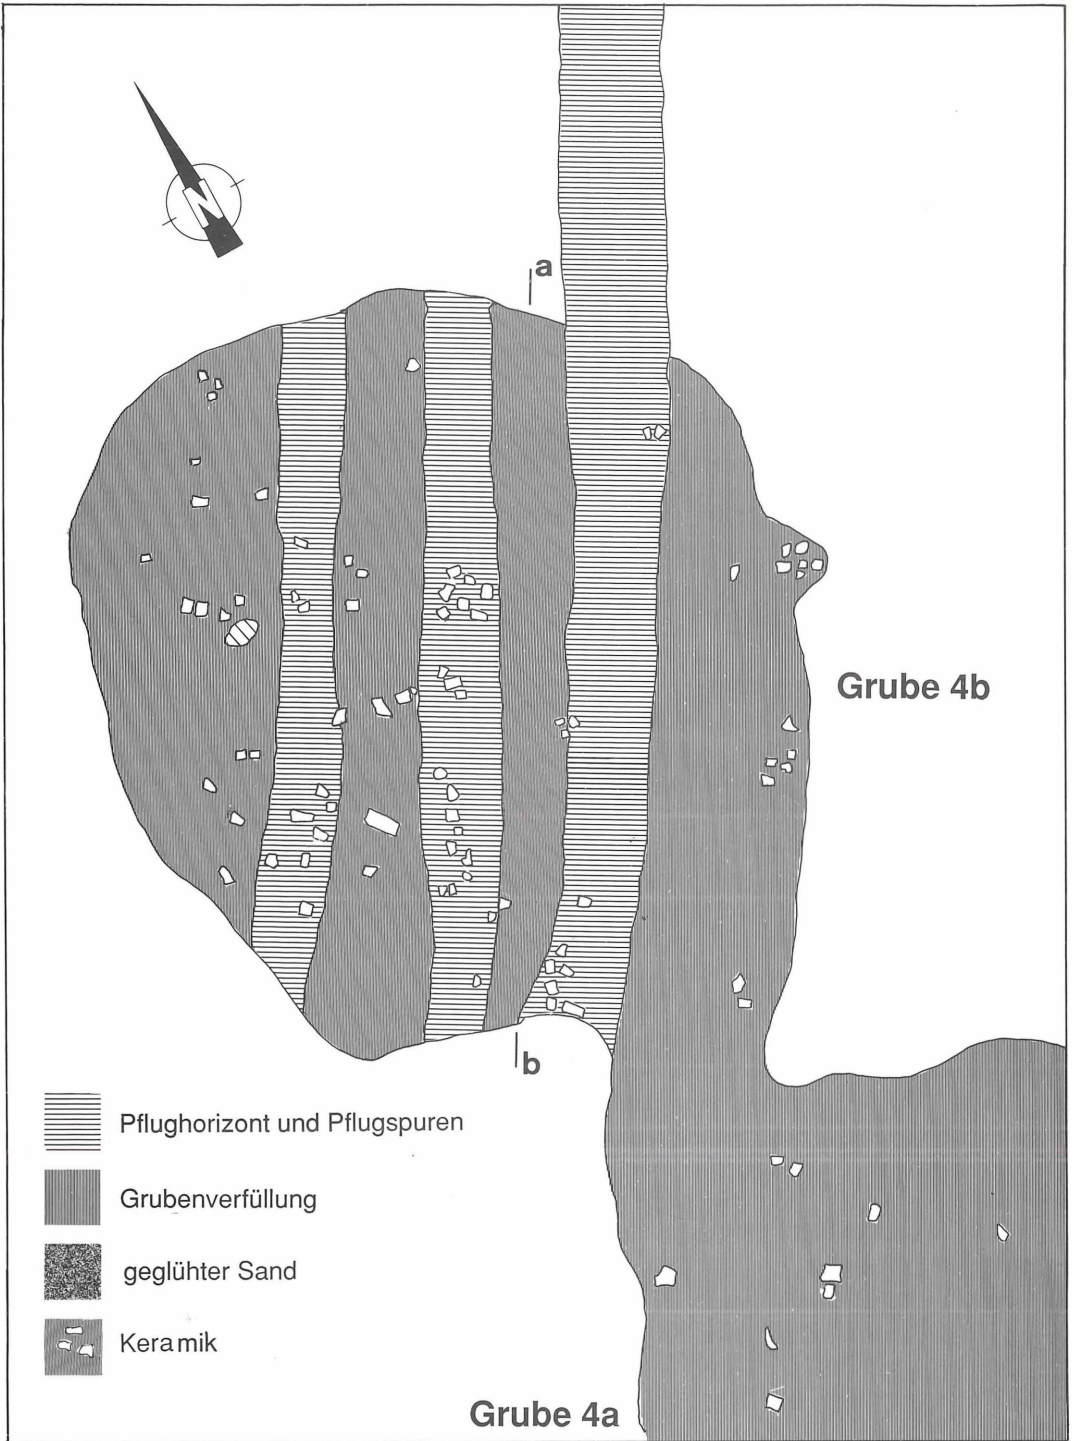 N
a
Grube 4b
b
Pflughorizont und Pflugspuren
Grubenverfüllung
geglühter Sand
Keramik
Grube 4a